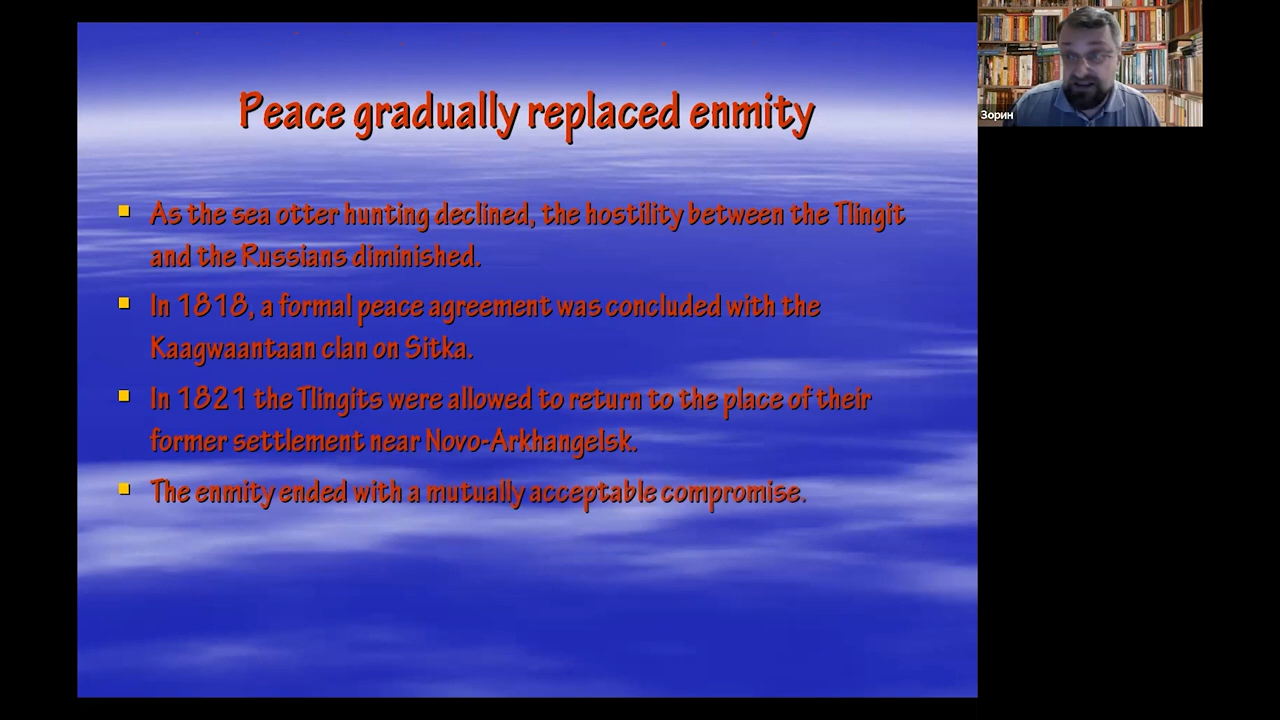 Peace gradually replaced enmity
As the sea otter hunting declined, the hostility between the Tlingit
and the Russians diminished.
In 1818, a formal peace agreement was concluded with the
Kaagwaantaan clan on Sitka.
In 1821 the Tlingits were allowed to return to the place of their
former settlement near Novo-Arkhangelsk.
The enmity ended with a mutually acceptable compromise.
Зорин